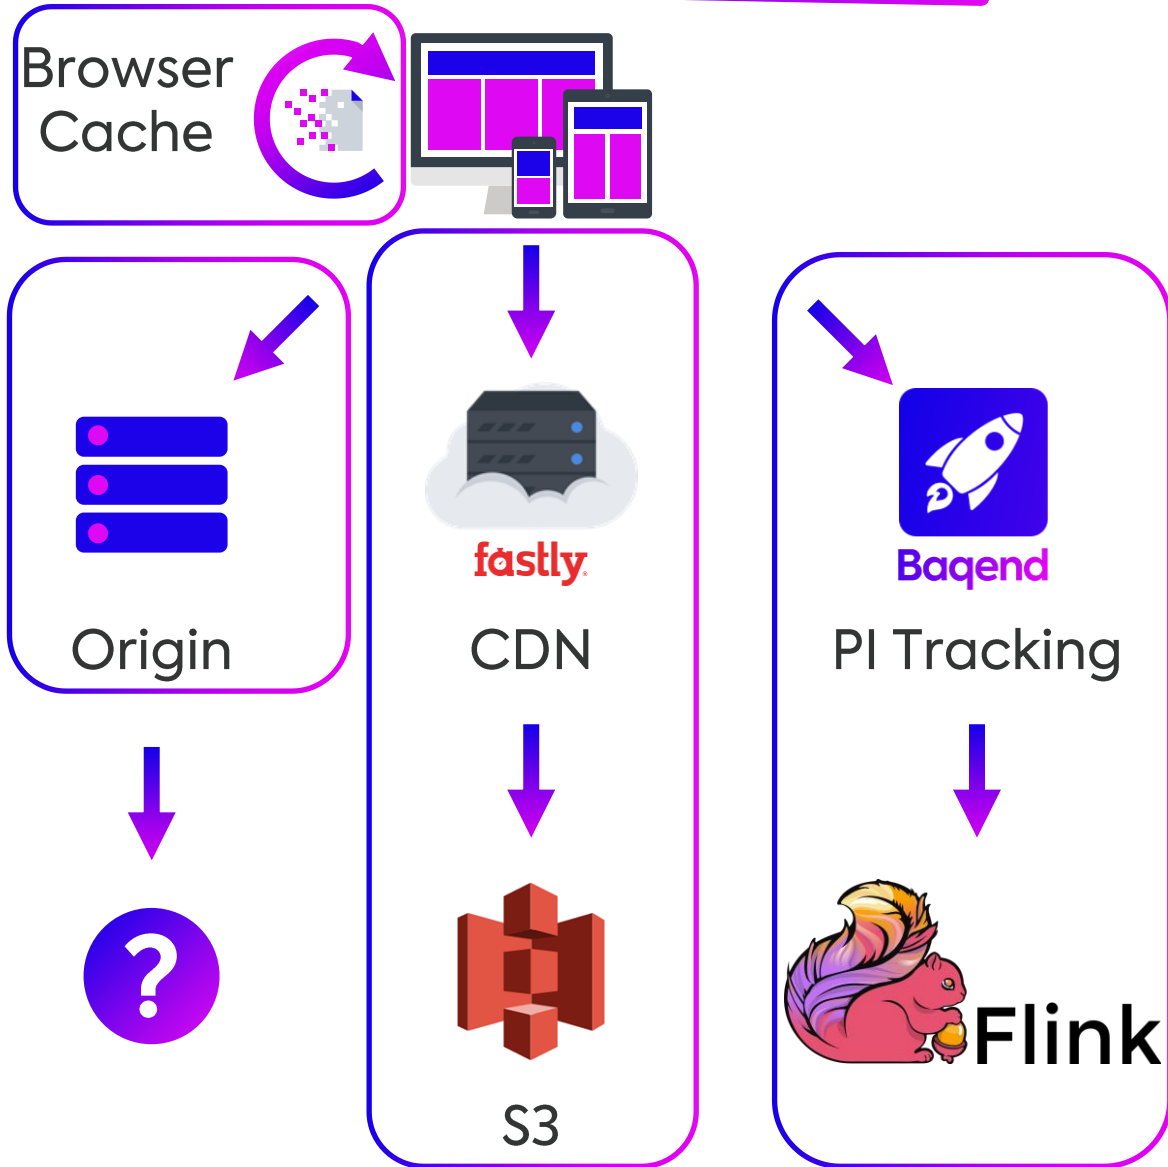 Browser
Cache
fastly
Baqend
Origin
CDN
PI Tracking
?
Flink
S3